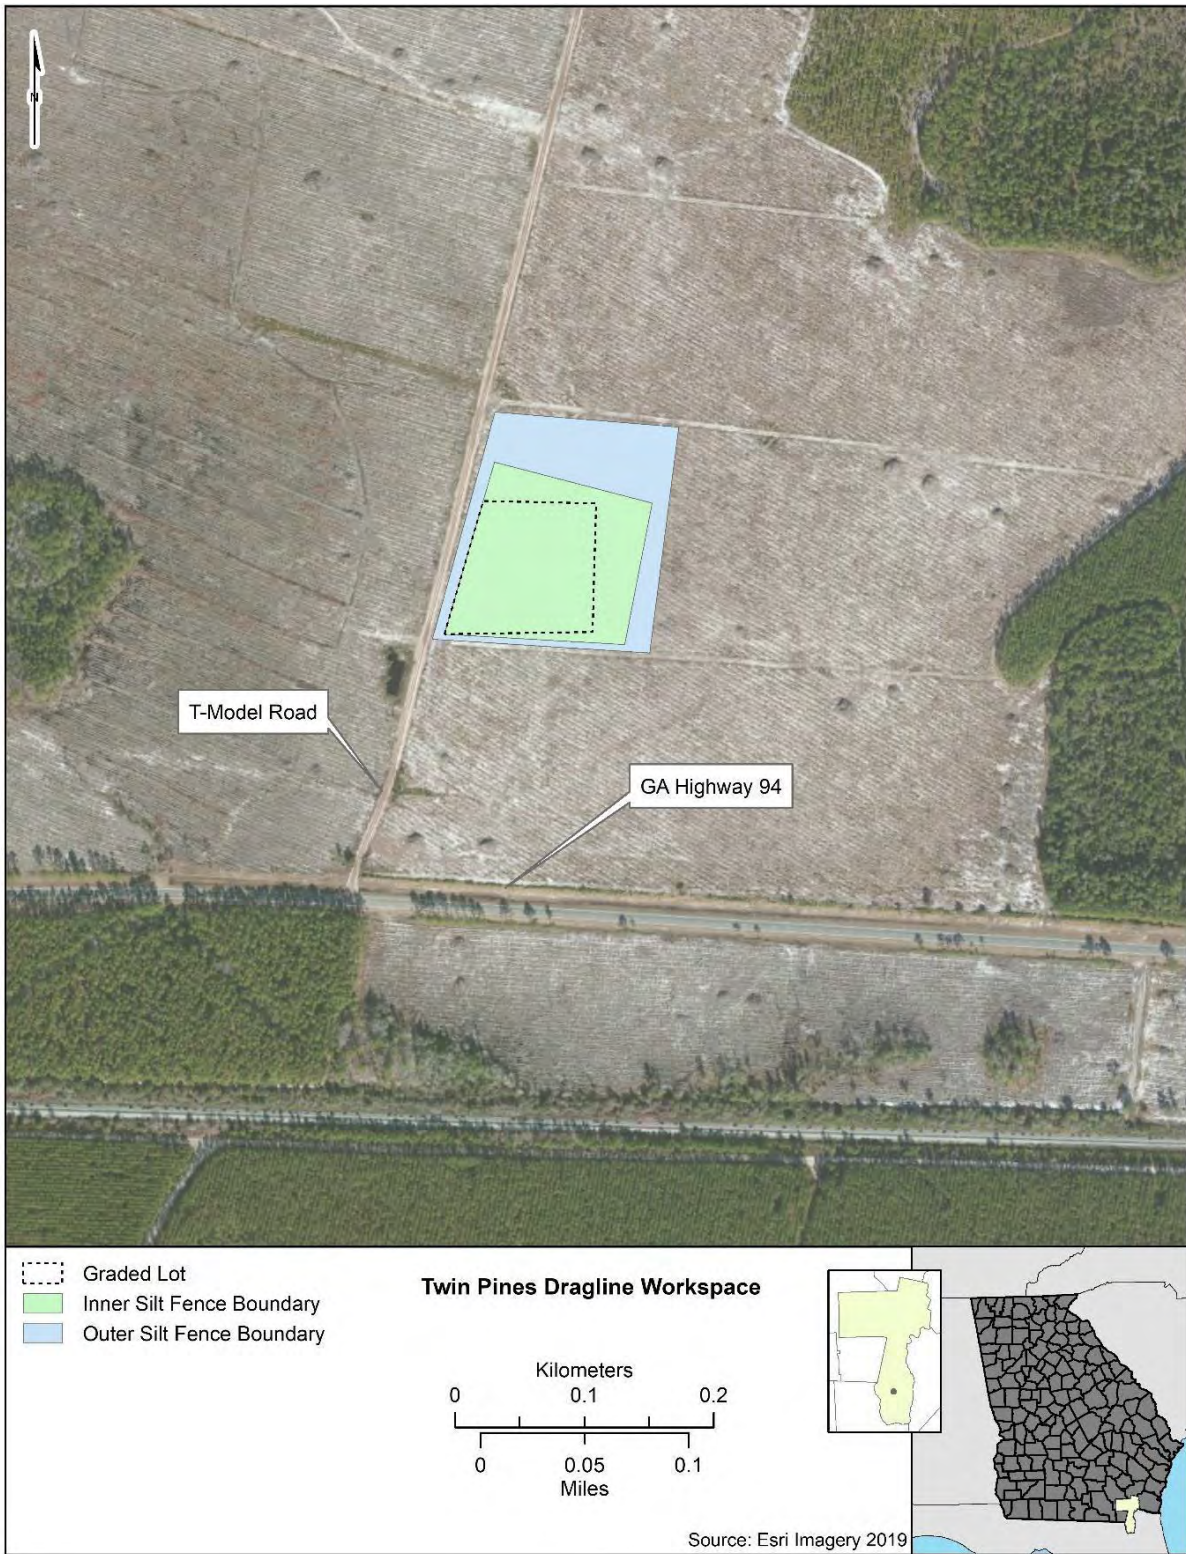 N
T-Model Road
GA Highway 94
Graded Lot
Inner Silt Fence Boundary
Outer Silt Fence Boundary
Twin Pines Dragline Workspace
Kilometers
0 0.1 0.2
0 0.05 0.1
Miles
Source: Esri Imagery 2019